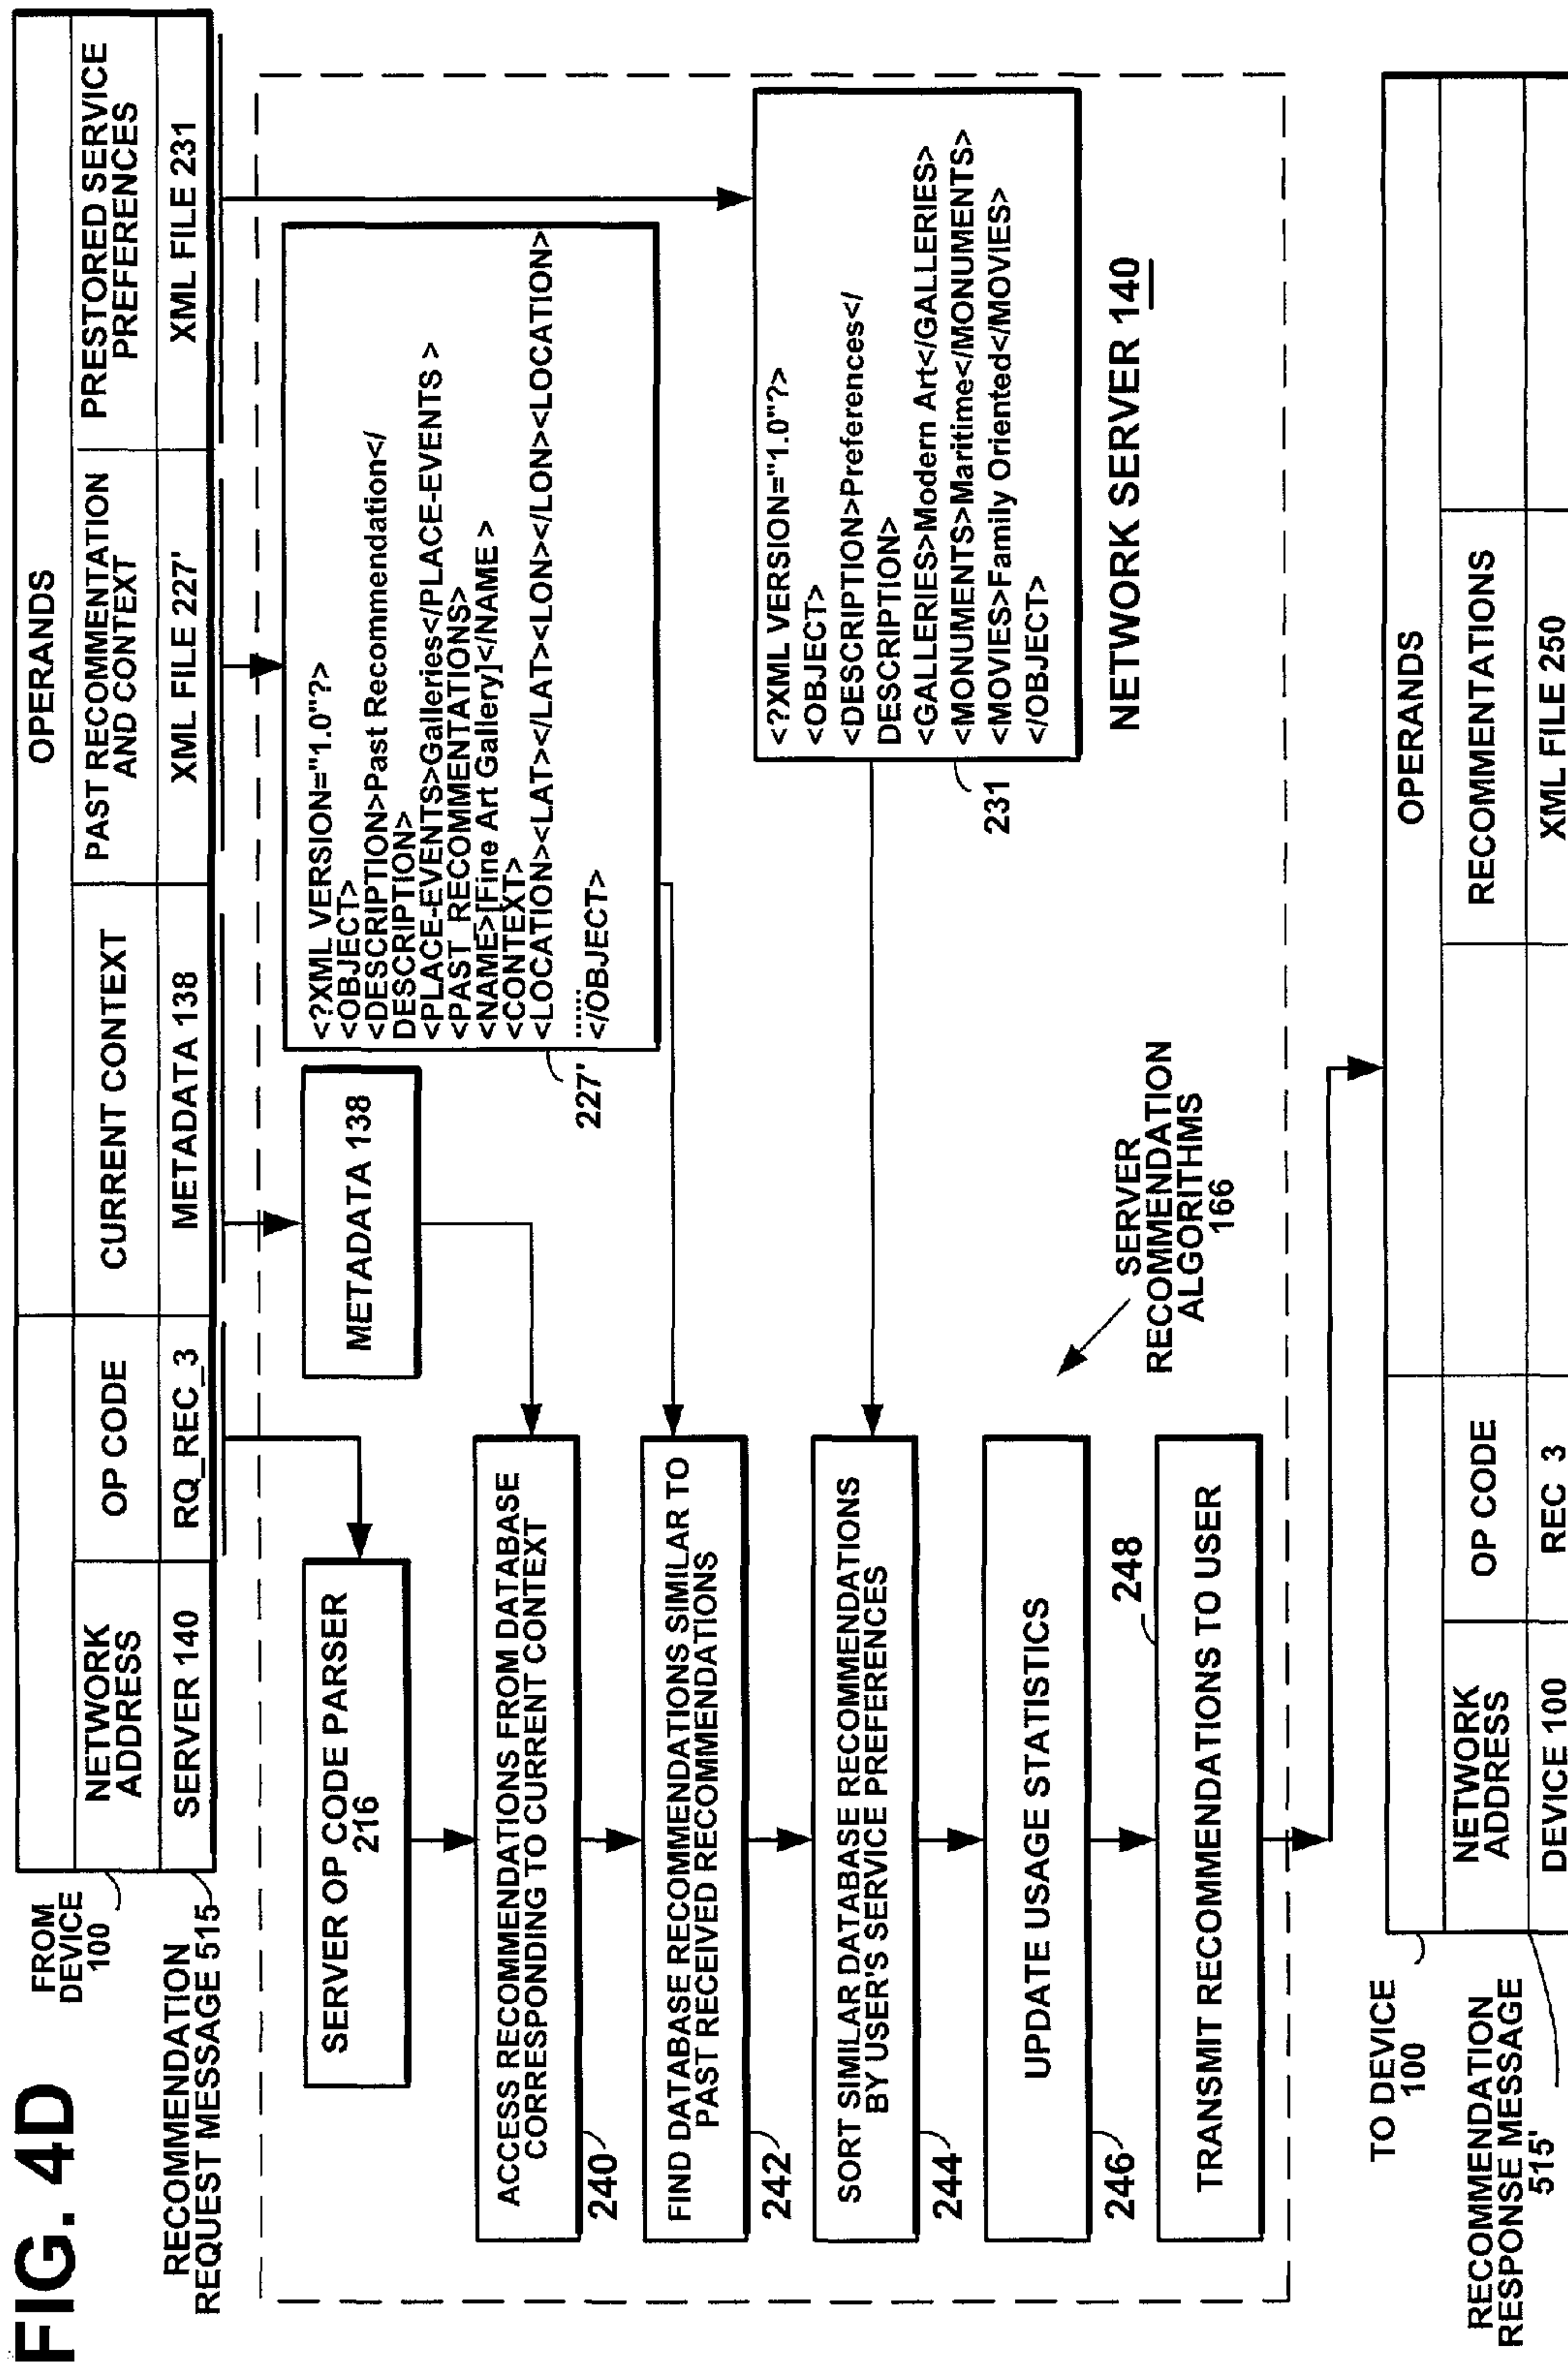 FIG. 4D
FROM
DEVICE
100
RECOMMENDATION
REQUEST MESSAGE 515
OPERANDS
NETWORK
ADDRESS
OP CODE
CURRENT CONTEXT
PAST RECOMMENTATION
AND CONTEXT
PRESTORED SERVICE
PREFERENCES
SERVER 140
RQ_REC_3
METADATA 138
XML FILE 227'
XML FILE 231
SERVER OP CODE PARSER
216
METADATA 138
<?XML VERSION="1.0"?>
<OBJECT>
<DESCRIPTION>Past Recommendation</
DESCRIPTION>
<PLACE-EVENTS>Galleries</PLACE-EVENTS >
<PAST_RECOMMENTATIONS>
<NAME>[Fine Art Gallery]</NAME >
<CONTEXT>
<LOCATION><LAT></LAT><LON></LON><LOCATION>
......
</OBJECT>
227'
ACCESS RECOMMENDATIONS FROM DATABASE
CORRESPONDING TO CURRENT CONTEXT
240
FIND DATABASE RECOMMENDATIONS SIMILAR TO
PAST RECEIVED RECOMMENDATIONS
242
<?XML VERSION="1.0"?>
<OBJECT>
<DESCRIPTION>Preferences</
DESCRIPTION>
<GALLERIES>Modern Art</GALLERIES>
<MONUMENTS>Maritime</MONUMENTS>
<MOVIES>Family Oriented</MOVIES>
</OBJECT>
231
SORT SIMILAR DATABASE RECOMMENDATIONS
BY USER'S SERVICE PREFERENCES
244
UPDATE USAGE STATISTICS
246
NETWORK SERVER 140
SERVER
RECOMMENDATION
ALGORITHMS
166
248
TRANSMIT RECOMMENDATIONS TO USER
TO DEVICE
100
RECOMMENDATION
RESPONSE MESSAGE
515'
OPERANDS
NETWORK
ADDRESS
OP CODE
RECOMMENTATIONS
DEVICE 100
REC 3
XML FILE 250